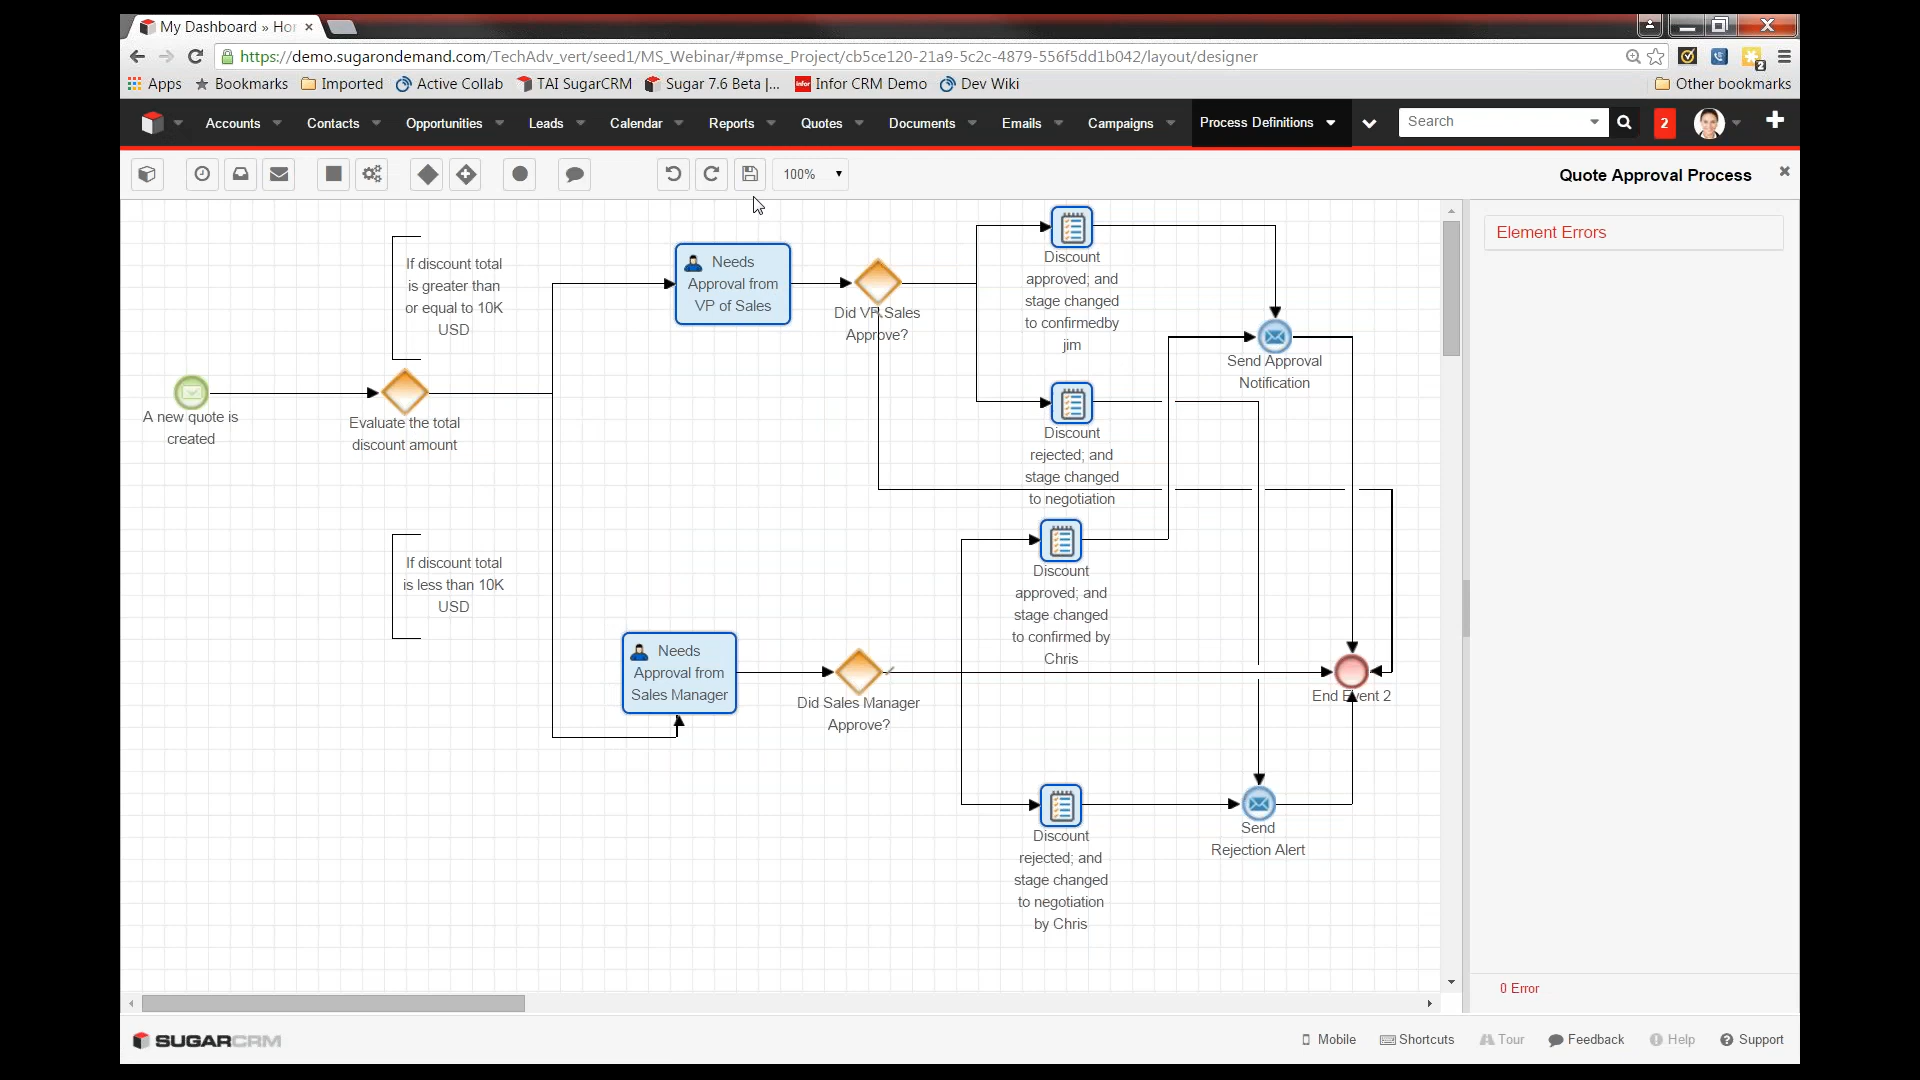 My Dashboard » Ho
https://demo.sugarondemand.com/TechAdv_vert/seed1/MS_Webinar/#pmse_Project/cb5ce120-21a9-5c2c-4879-556f5dd1b042/layout/designer
2
Apps Bookmarks Imported Active Collab TAI SugarCRM Sugar 7.6 Beta |... Infor CRM Demo Dev Wiki Other bookmarks
Accounts Contacts Opportunities Leads Calendar Reports Quotes Documents Emails Campaigns Process Definitions Search 2
100%
Quote Approval Process
Element Errors
If discount total
is greater than
or equal to 10K
USD
Needs
Approval from
VP of Sales
Did VP Sales
Approve?
Discount
approved; and
stage changed
to confirmedby
jim
Send Approval
Notification
A new quote is
created
Evaluate the total
discount amount
Discount
rejected; and
stage changed
to negotiation
If discount total
is less than 10K
USD
Discount
approved; and
stage changed
to confirmed by
Chris
Needs
Approval from
Sales Manager
Did Sales Manager
Approve?
End Event 2
Discount
rejected; and
stage changed
to negotiation
by Chris
Send
Rejection Alert
0 Error
SUGARCRM
Mobile Shortcuts Tour Feedback Help Support